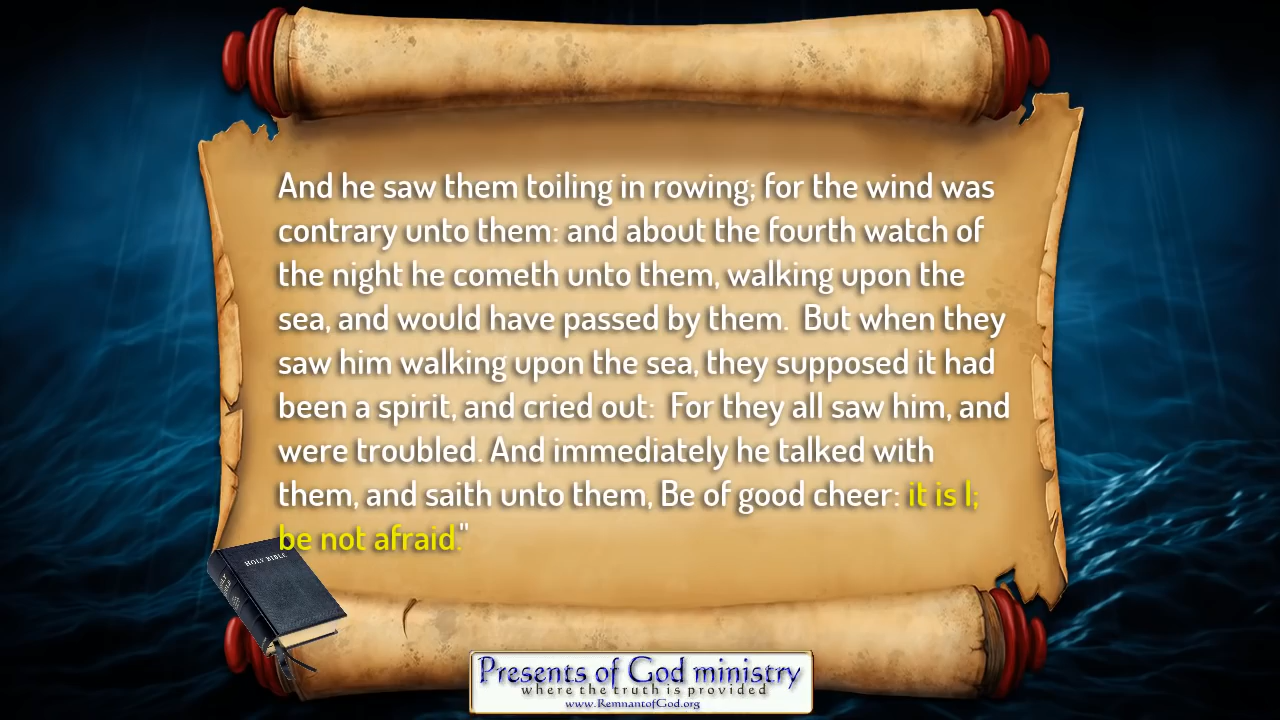 And he saw them toiling in rowing; for the wind was
contrary unto them: and about the fourth watch of
the night he cometh unto them, walking upon the
sea, and would have passed by them.  But when they
saw him walking upon the sea, they supposed it had
been a spirit, and cried out:  For they all saw him, and
were troubled. And immediately he talked with
them, and saith unto them, Be of good cheer: it is I;
be not afraid."
HOLY BIBLE
Presents of God ministry
where the truth is provided
www.RemnantofGod.org